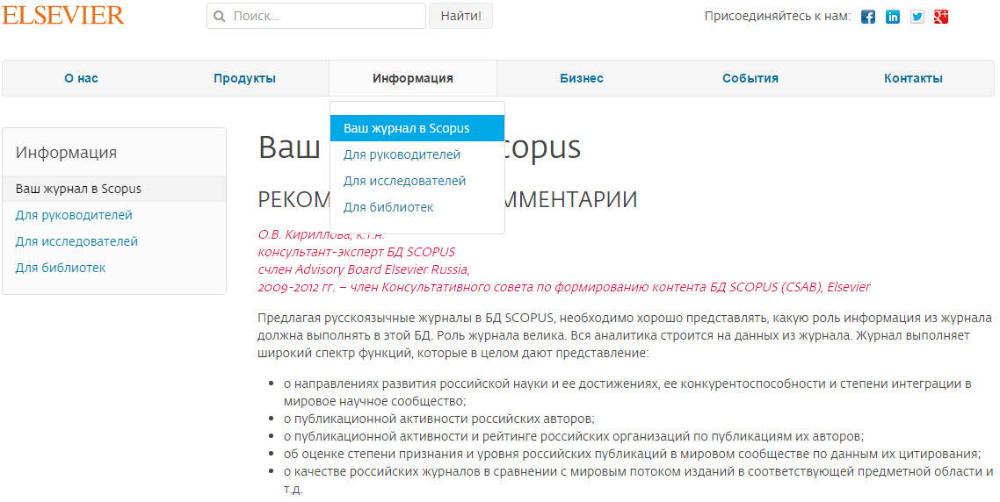 ELSEVIER
Поиск...
Найти!
Присоединяйтесь к нам:
О нас
Продукты
Информация
Бизнес
События
Контакты
Ваш журнал в Scopus
Для руководителей
Для исследователей
Для библиотек
Информация
Ваш журнал в Scopus
Для руководителей
Для исследователей
Для библиотек
Ваш copus
РЕКОМ ММЕНТАРИИ
О.В. Кириллова, к.т.н.
консультант-эксперт БД SCOPUS
cчлен Advisory Board Elsevier Russia,
2009-2012 гг. – член Консультативного совета по формированию контента БД SCOPUS (CSAB), Elsevier
Предлагая русскоязычные журналы в БД SCOPUS, необходимо хорошо представлять, какую роль информация из журнала
должна выполнять в этой БД. Роль журнала велика. Вся аналитика строится на данных из журнала. Журнал выполняет
широкий спектр функций, которые в целом дают представление:
• о направлениях развития российской науки и ее достижениях, ее конкурентоспособности и степени интеграции в
мировое научное сообщество;
• о публикационной активности российских авторов;
• о публикационной активности и рейтинге российских организаций по публикациям их авторов;
• об оценке степени признания и уровня российских публикаций в мировом сообществе по данным их цитирования;
• о качестве российских журналов в сравнении с мировым потоком изданий в соответствующей предметной области и
т.д.